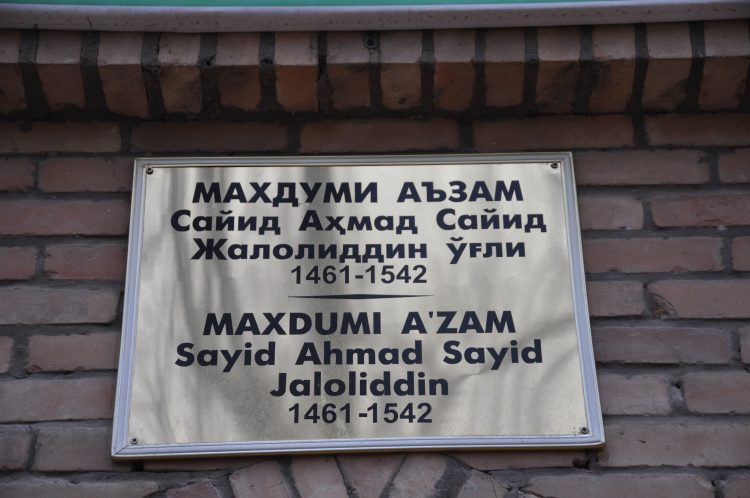 МАХДУМИ АЪЗАМ
Сайид Аҳмад Сайид
Жалолиддин ўғли
1461-1542
MAXDUMI A'ZAM
Sayid Ahmad Sayid
Jaloliddin
1461-1542